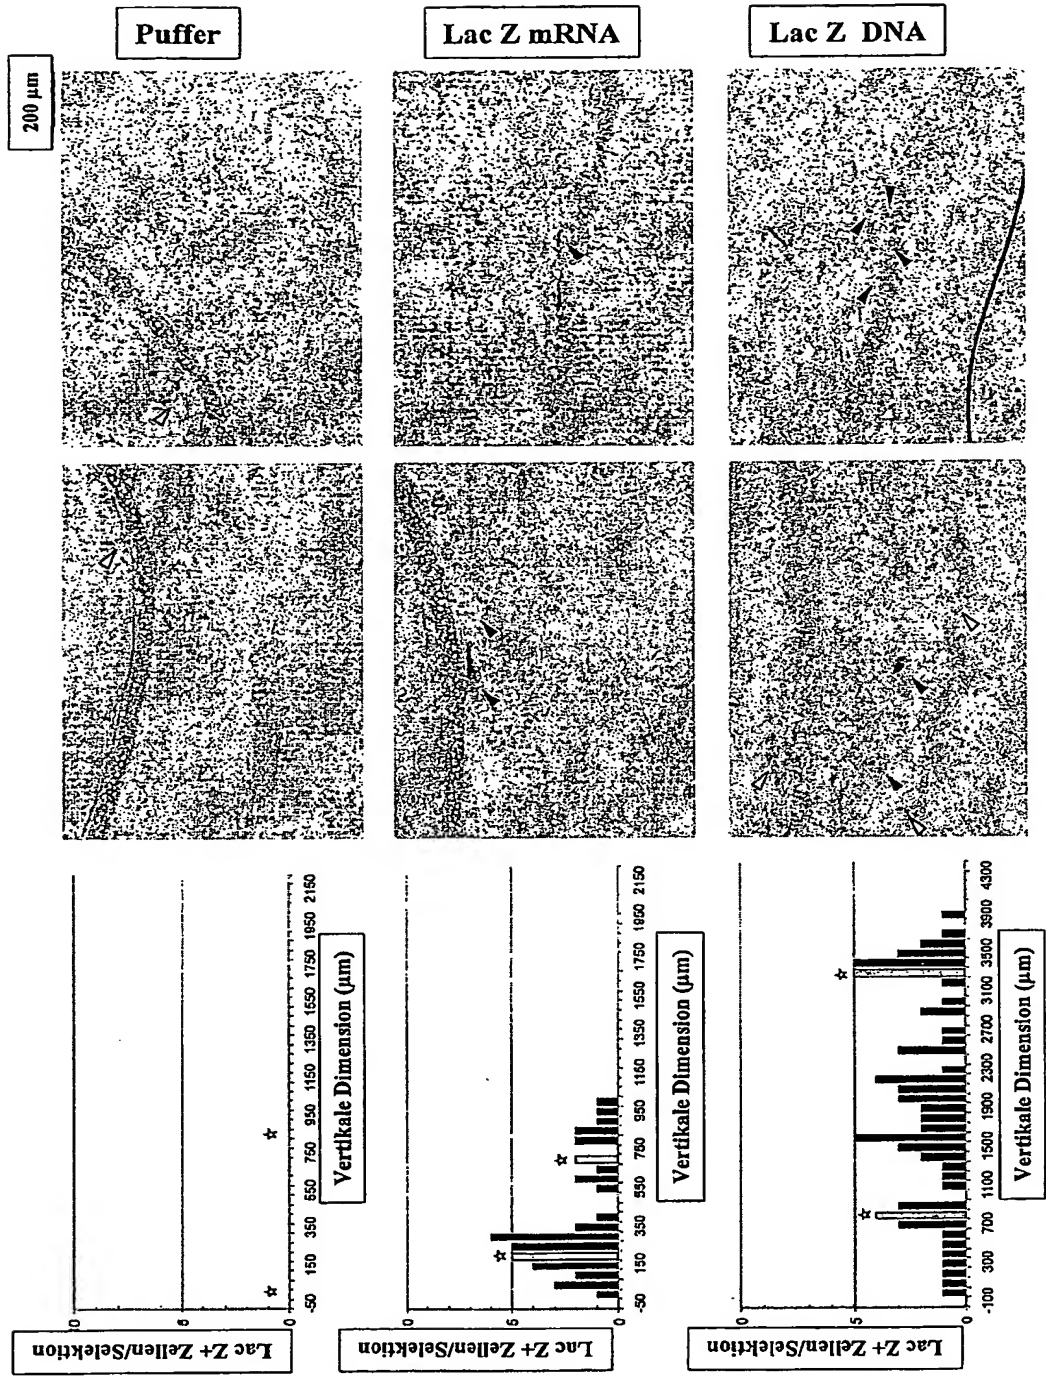 200 µm
Puffer
Lac Z mRNA
Lac Z DNA
Lac Z+ Zellen/Selektion
10
5
0
-50 150 350 550 750 950 1150 1350 1550 1750 1950 2150
Vertikale Dimension (µm)
Lac Z+ Zellen/Selektion
10
5
0
-50 150 350 550 750 950 1150 1350 1550 1750 1950 2150
Vertikale Dimension (µm)
Lac Z+ Zellen/Selektion
10
5
0
-100 300 700 1100 1500 1900 2300 2700 3100 3500 3900 4300
Vertikale Dimension (µm)